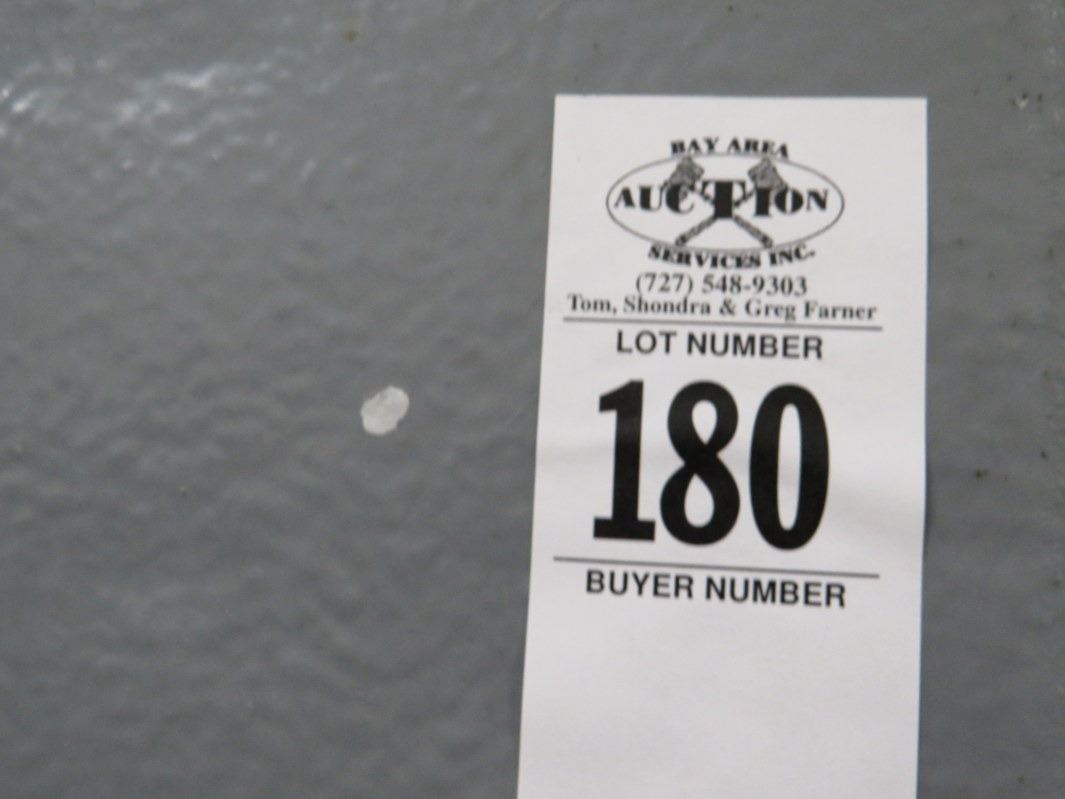 BAY AREA
AUCTION
SERVICES INC.
(727) 548-9303
Tom, Shondra & Greg Farner
LOT NUMBER
180
BUYER NUMBER